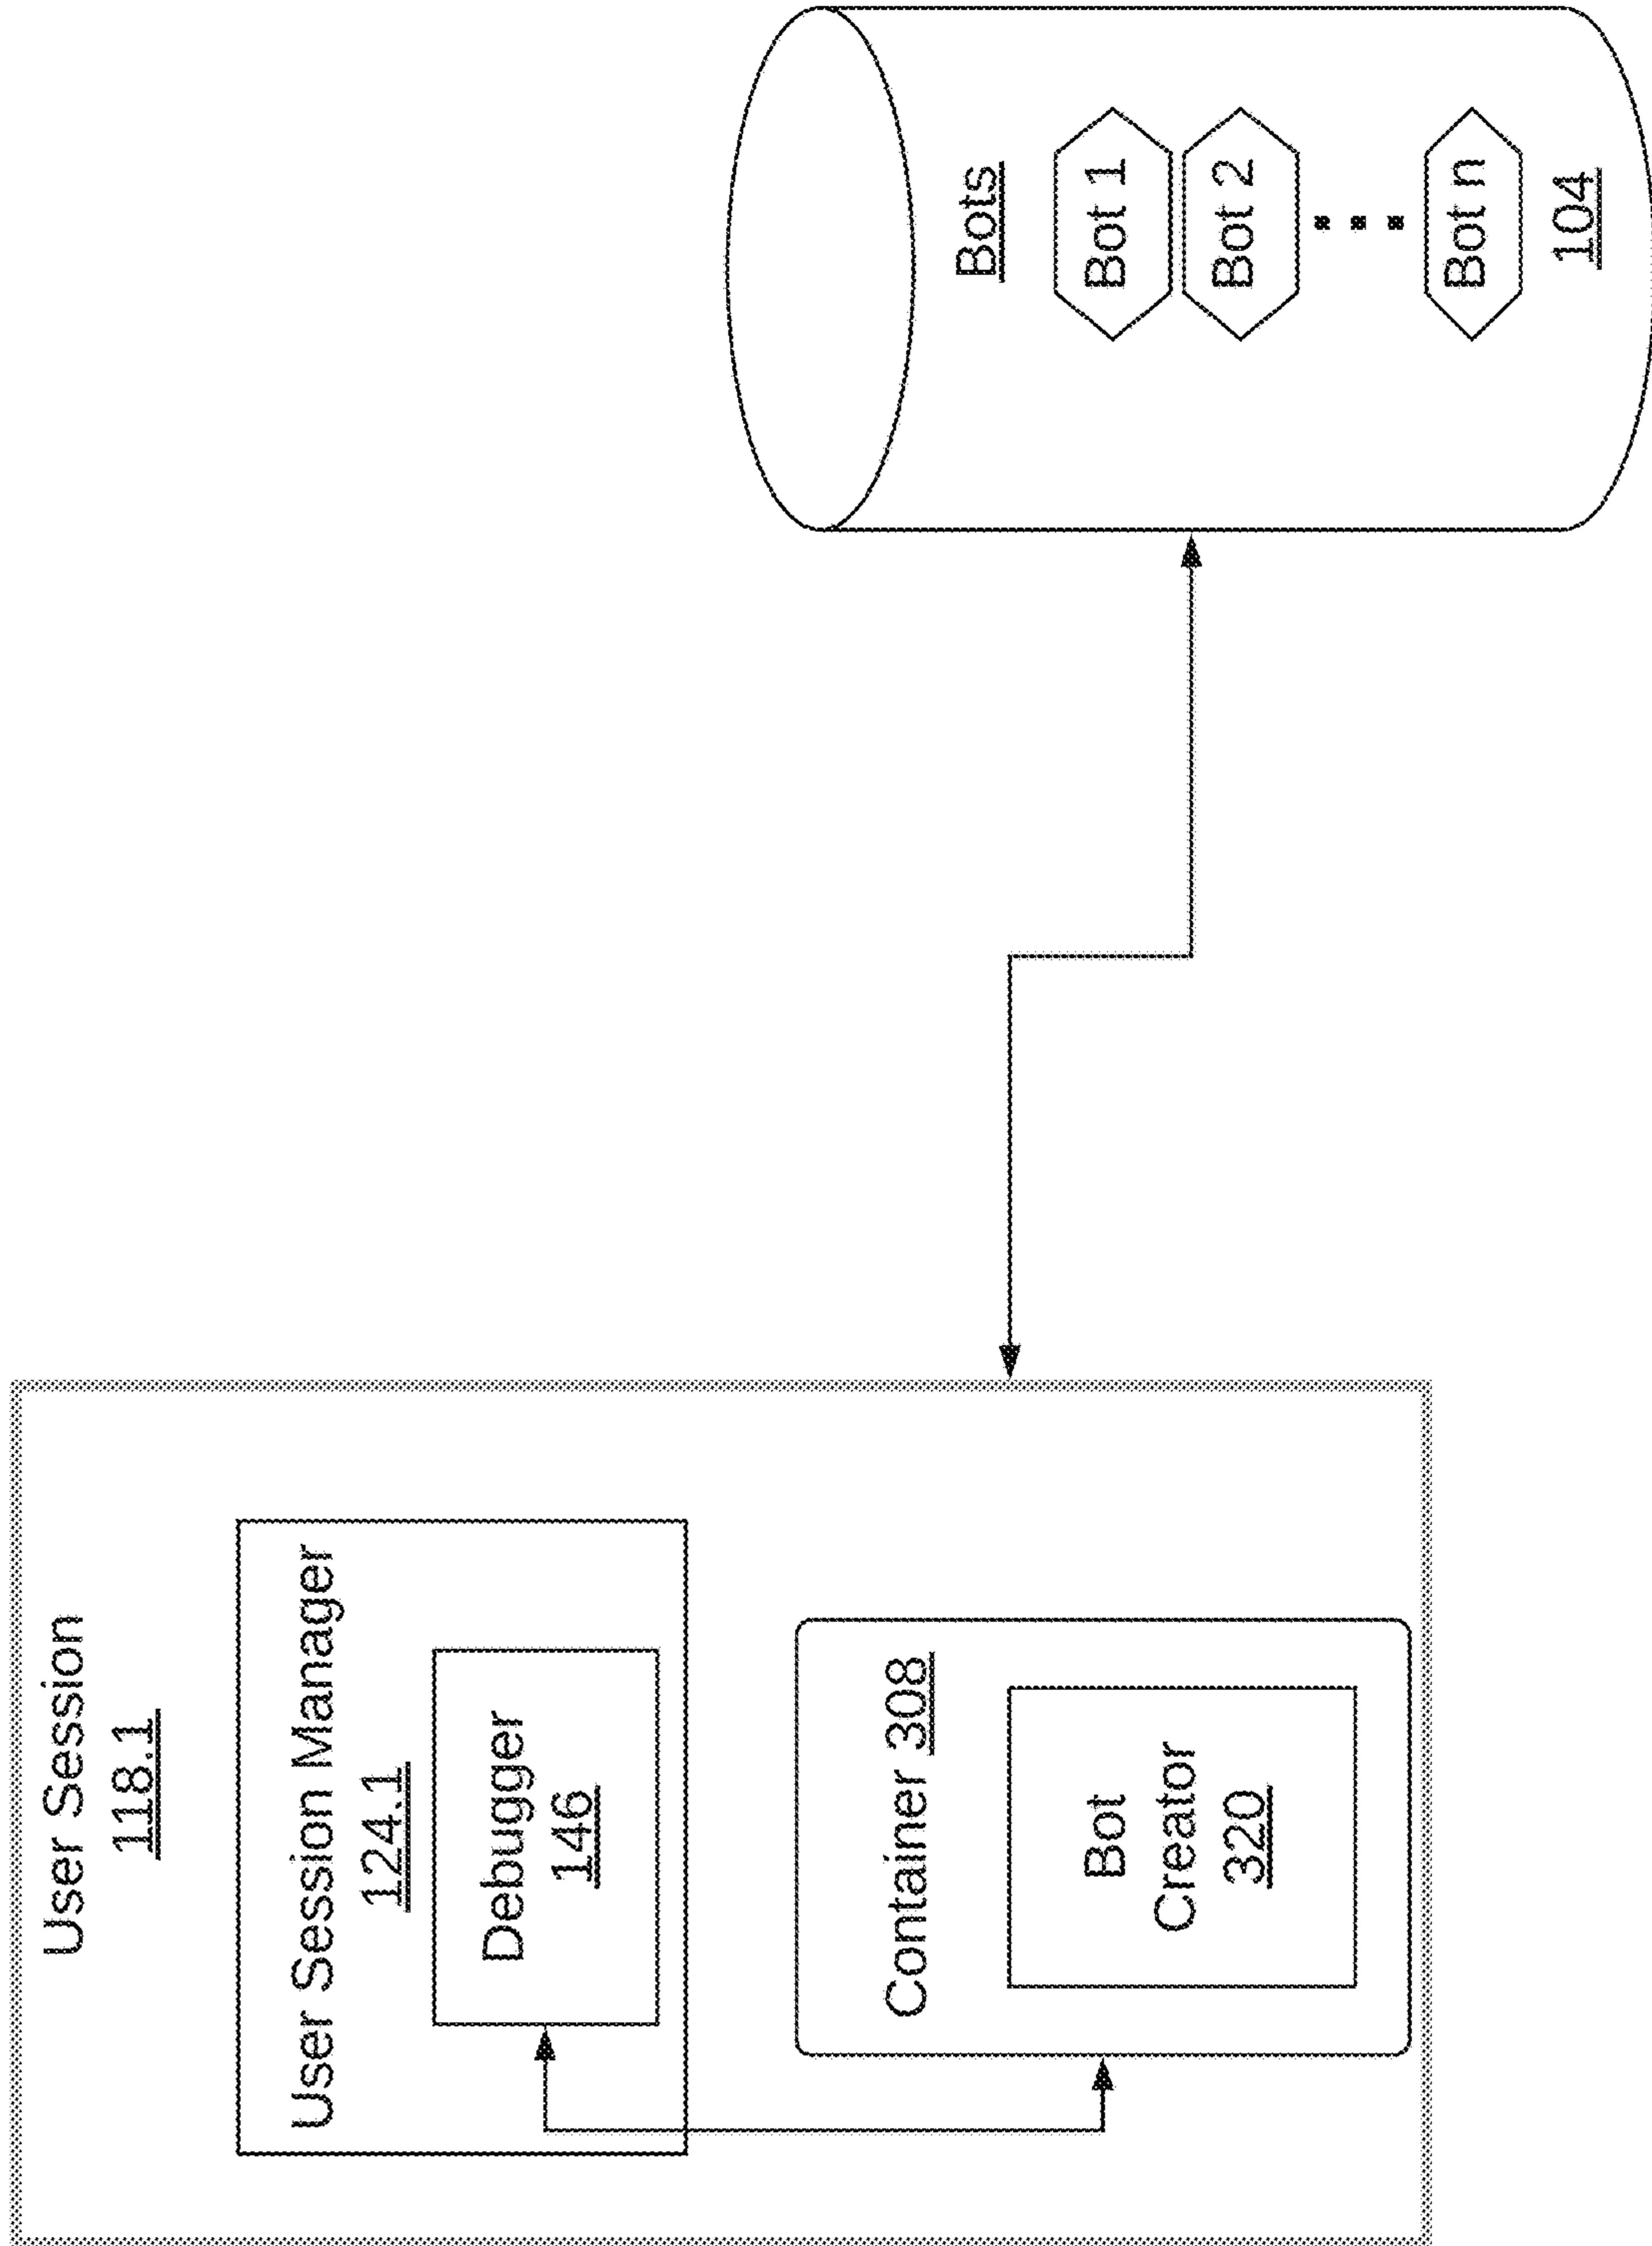 User Session
118.1
User Session Manager
124.1
Debugger
146
Container 308
Bot
Creator
320
Bots
Bot 1
Bot 2
Bot n
104